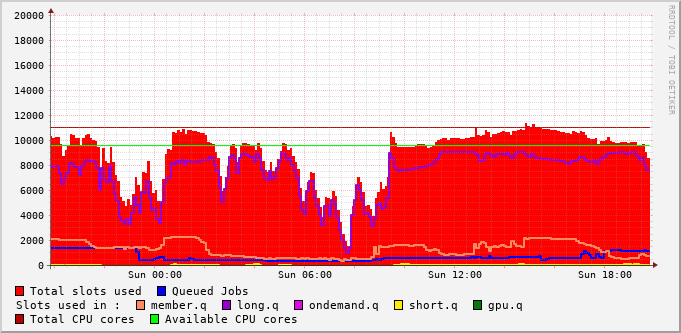 20000
18000
16000
14000
12000
10000
8000
6000
4000
2000
0
Sun 00:00 Sun 06:00 Sun 12:00 Sun 18:00
Total slots used Queued Jobs
Slots used in : member.q long.q ondemand.q short.q gpu.q
Total CPU cores Available CPU cores
RRDTOOL / TOBI OETIKER